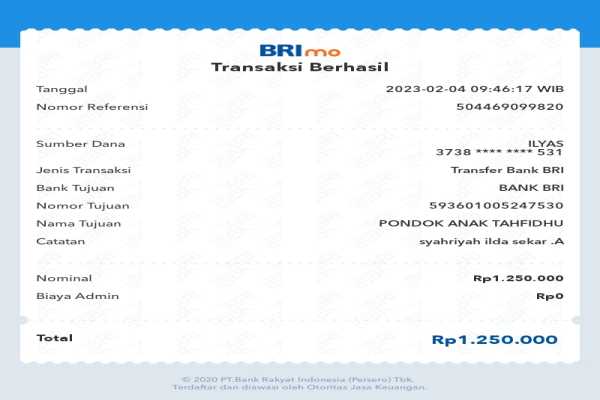 BRImo
Transaksi Berhasil
Tanggal 2023-02-04 09:46:17 WIB
Nomor Referensi 504469099820
Sumber Dana ILYAS
3738 **** **** 531
Jenis Transaksi Transfer Bank BRI
Bank Tujuan BANK BRI
Nomor Tujuan 593601005247530
Nama Tujuan PONDOK ANAK TAHFIDHU
Catatan syahriyah ilda sekar .A
Nominal Rp1.250.000
Biaya Admin Rp0
Total Rp1.250.000
© 2020 PT.Bank Rakyat Indonesia (Persero) Tbk.
Terdaftar dan diawasi oleh Otoritas Jasa Keuangan.